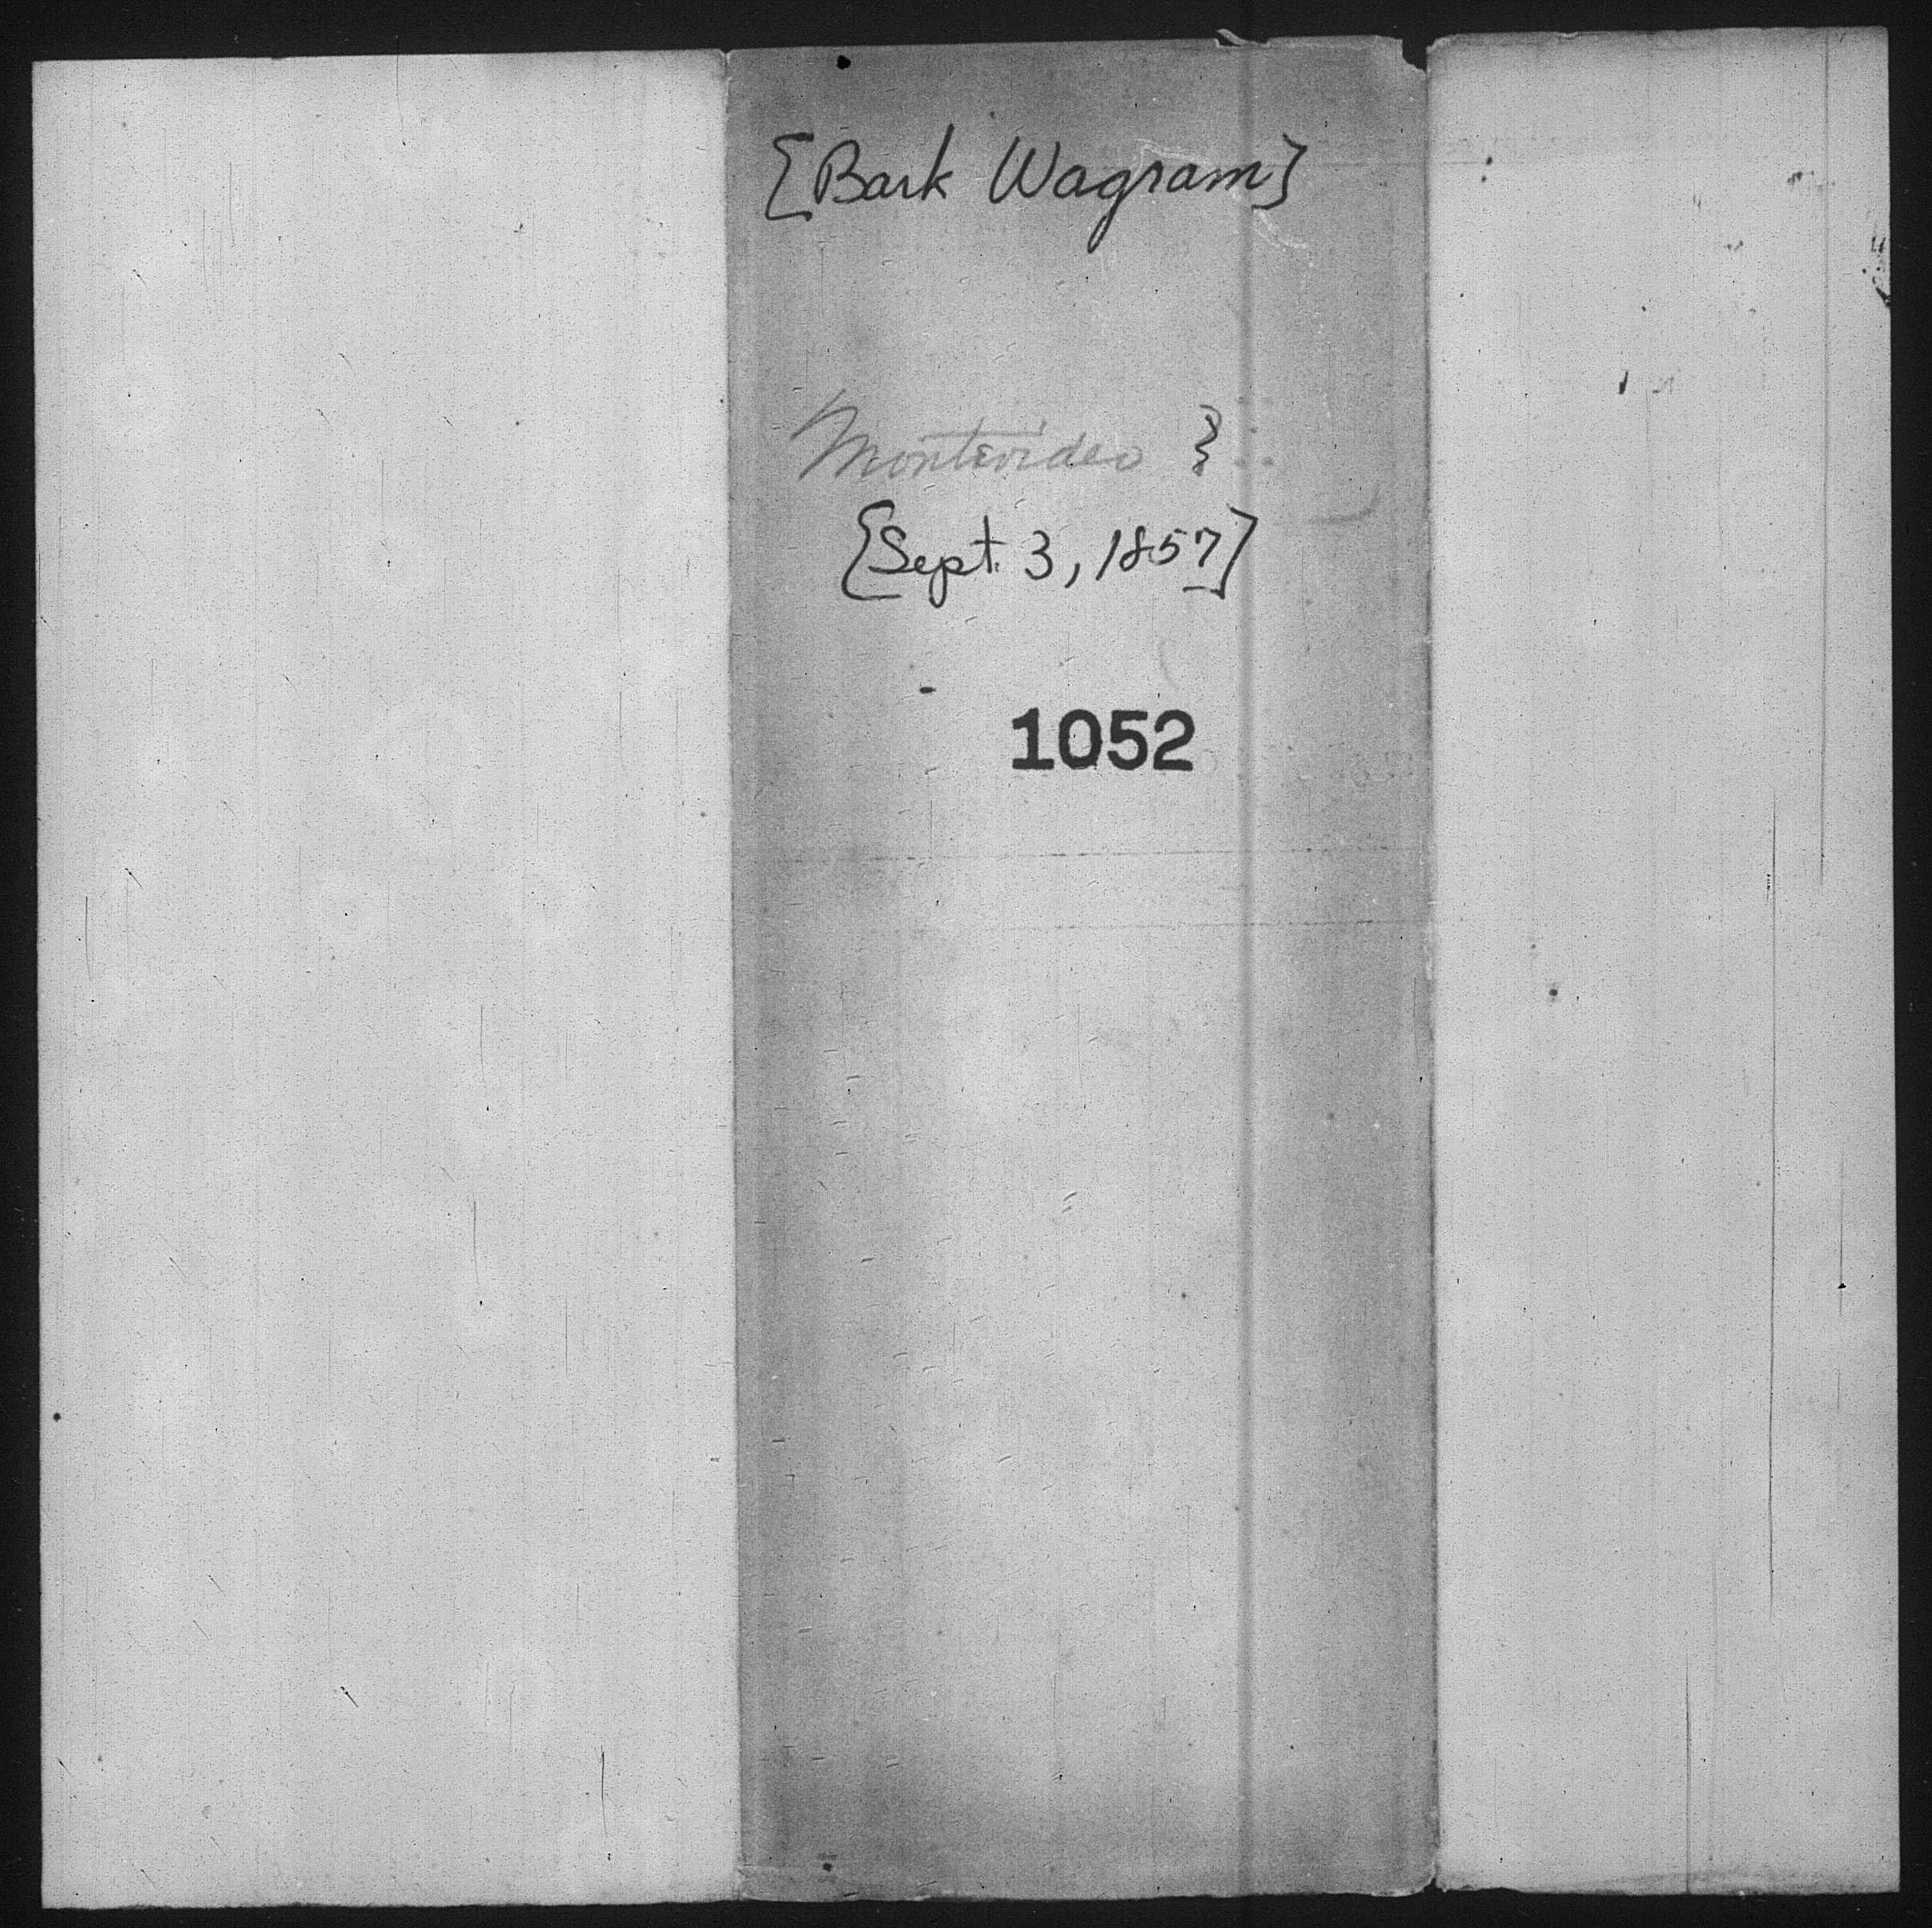 [Bark Wagram]
Montevideo }
[Sept. 3, 1857]
1052